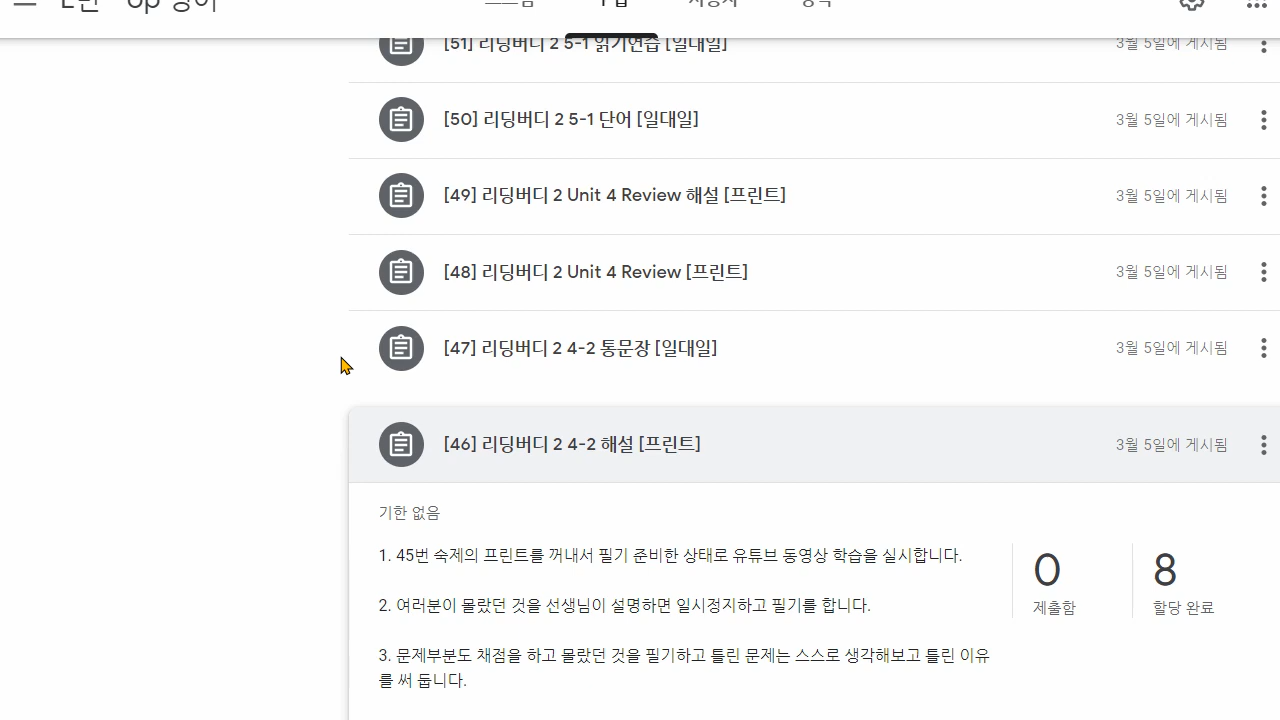 [51] 리딩버디 2 5-1 읽기연습 [일대일]
3월 5일에 게시됨
[50] 리딩버디 2 5-1 단어 [일대일]
3월 5일에 게시됨
[49] 리딩버디 2 Unit 4 Review 해설 [프린트]
3월 5일에 게시됨
[48] 리딩버디 2 Unit 4 Review [프린트]
3월 5일에 게시됨
[47] 리딩버디 2 4-2 통문장 [일대일]
3월 5일에 게시됨
[46] 리딩버디 2 4-2 해설 [프린트]
3월 5일에 게시됨
기한 없음
1. 45번 숙제의 프린트를 꺼내서 필기 준비한 상태로 유튜브 동영상 학습을 실시합니다.
2. 여러분이 몰랐던 것을 선생님이 설명하면 일시정지하고 필기를 합니다.
3. 문제부분도 채점을 하고 몰랐던 것을 필기하고 틀린 문제는 스스로 생각해보고 틀린 이유
를 써 둡니다.
0
제출함
8
할당 완료